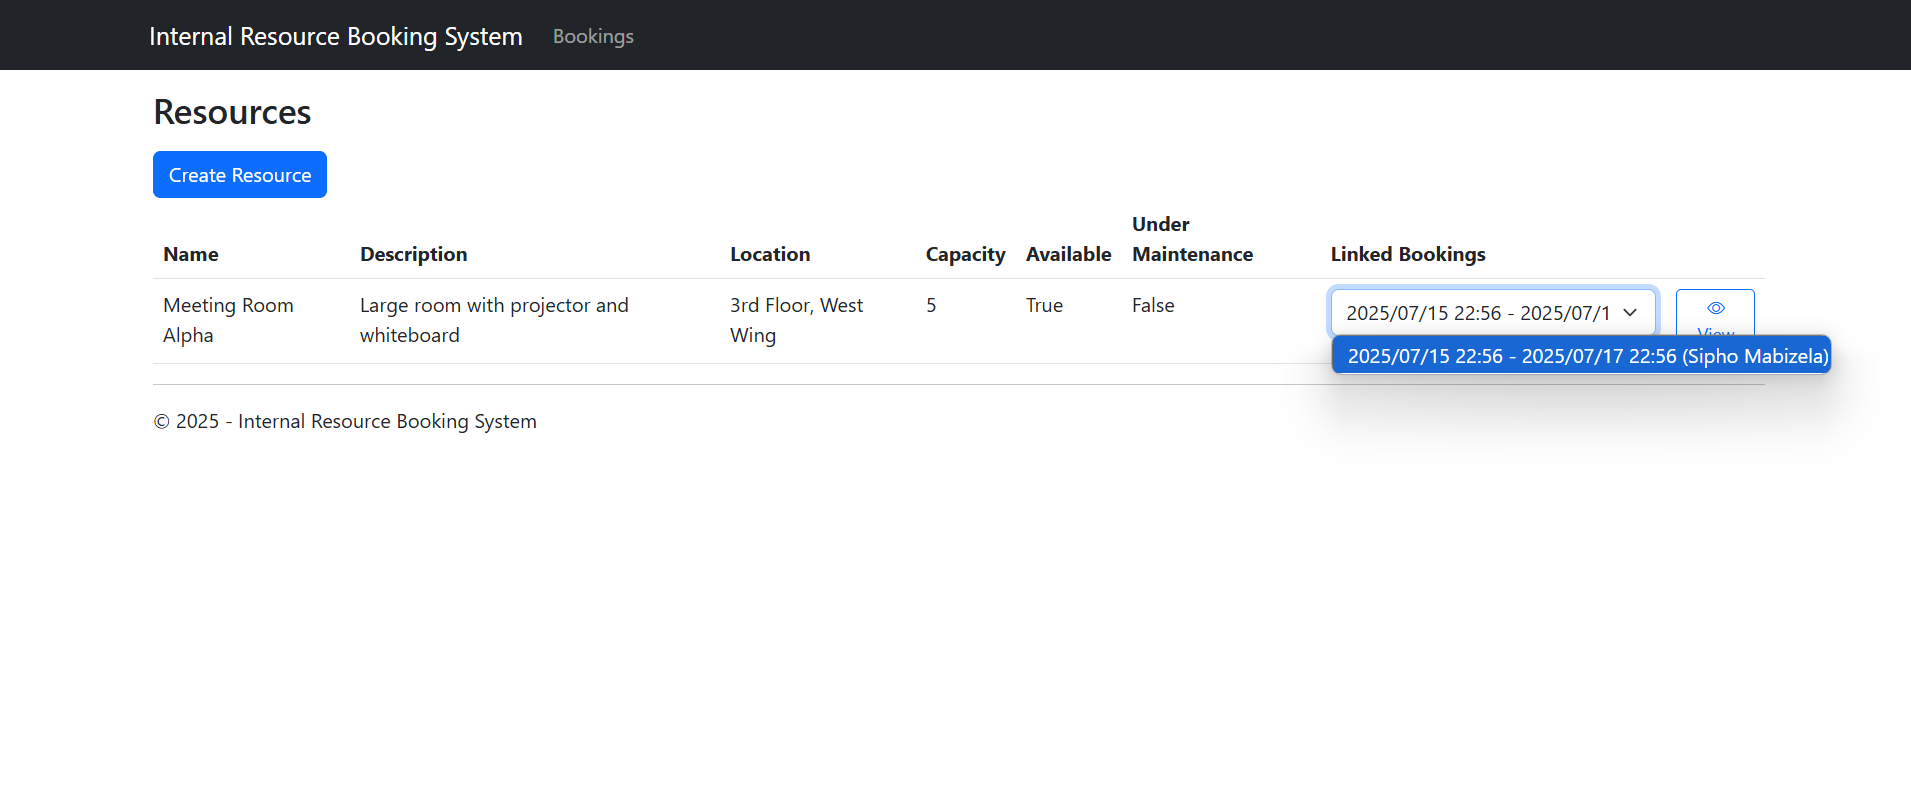 Internal Resource Booking System Bookings
Resources
Create Resource
Name Description Location Capacity Available Under Maintenance Linked Bookings
Meeting Room Alpha
Large room with projector and whiteboard
3rd Floor, West Wing
5
True
False
2025/07/15 22:56 - 2025/07/1
View
2025/07/15 22:56 - 2025/07/17 22:56 (Sipho Mabizela)
© 2025 - Internal Resource Booking System